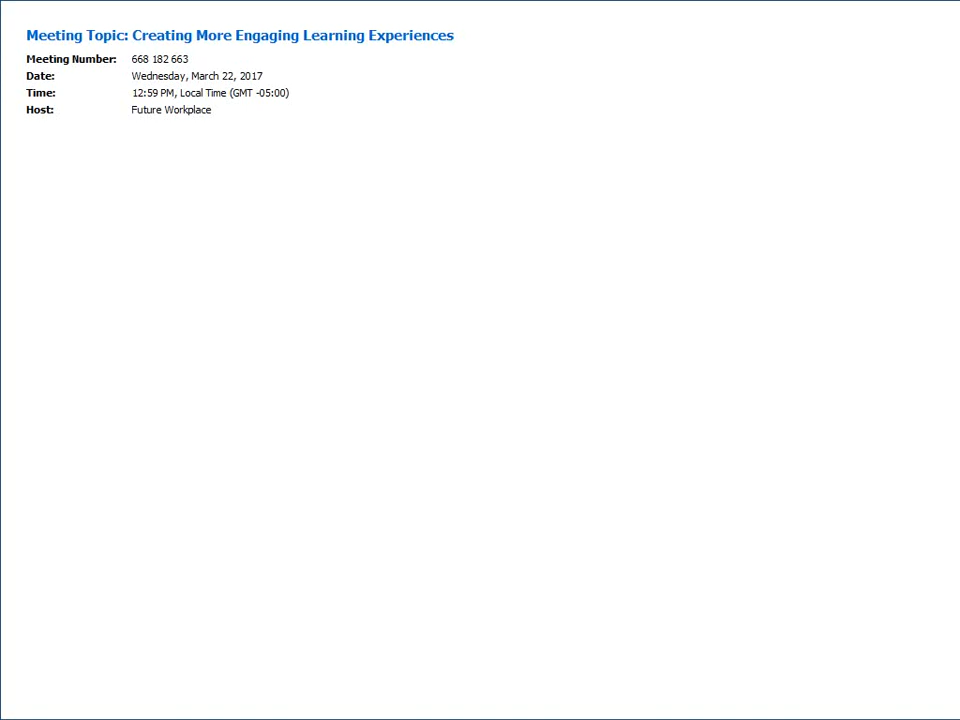 Meeting Topic: Creating More Engaging Learning Experiences
Meeting Number: 668 182 663
Date: Wednesday, March 22, 2017
Time: 12:59 PM, Local Time (GMT -05:00)
Host: Future Workplace